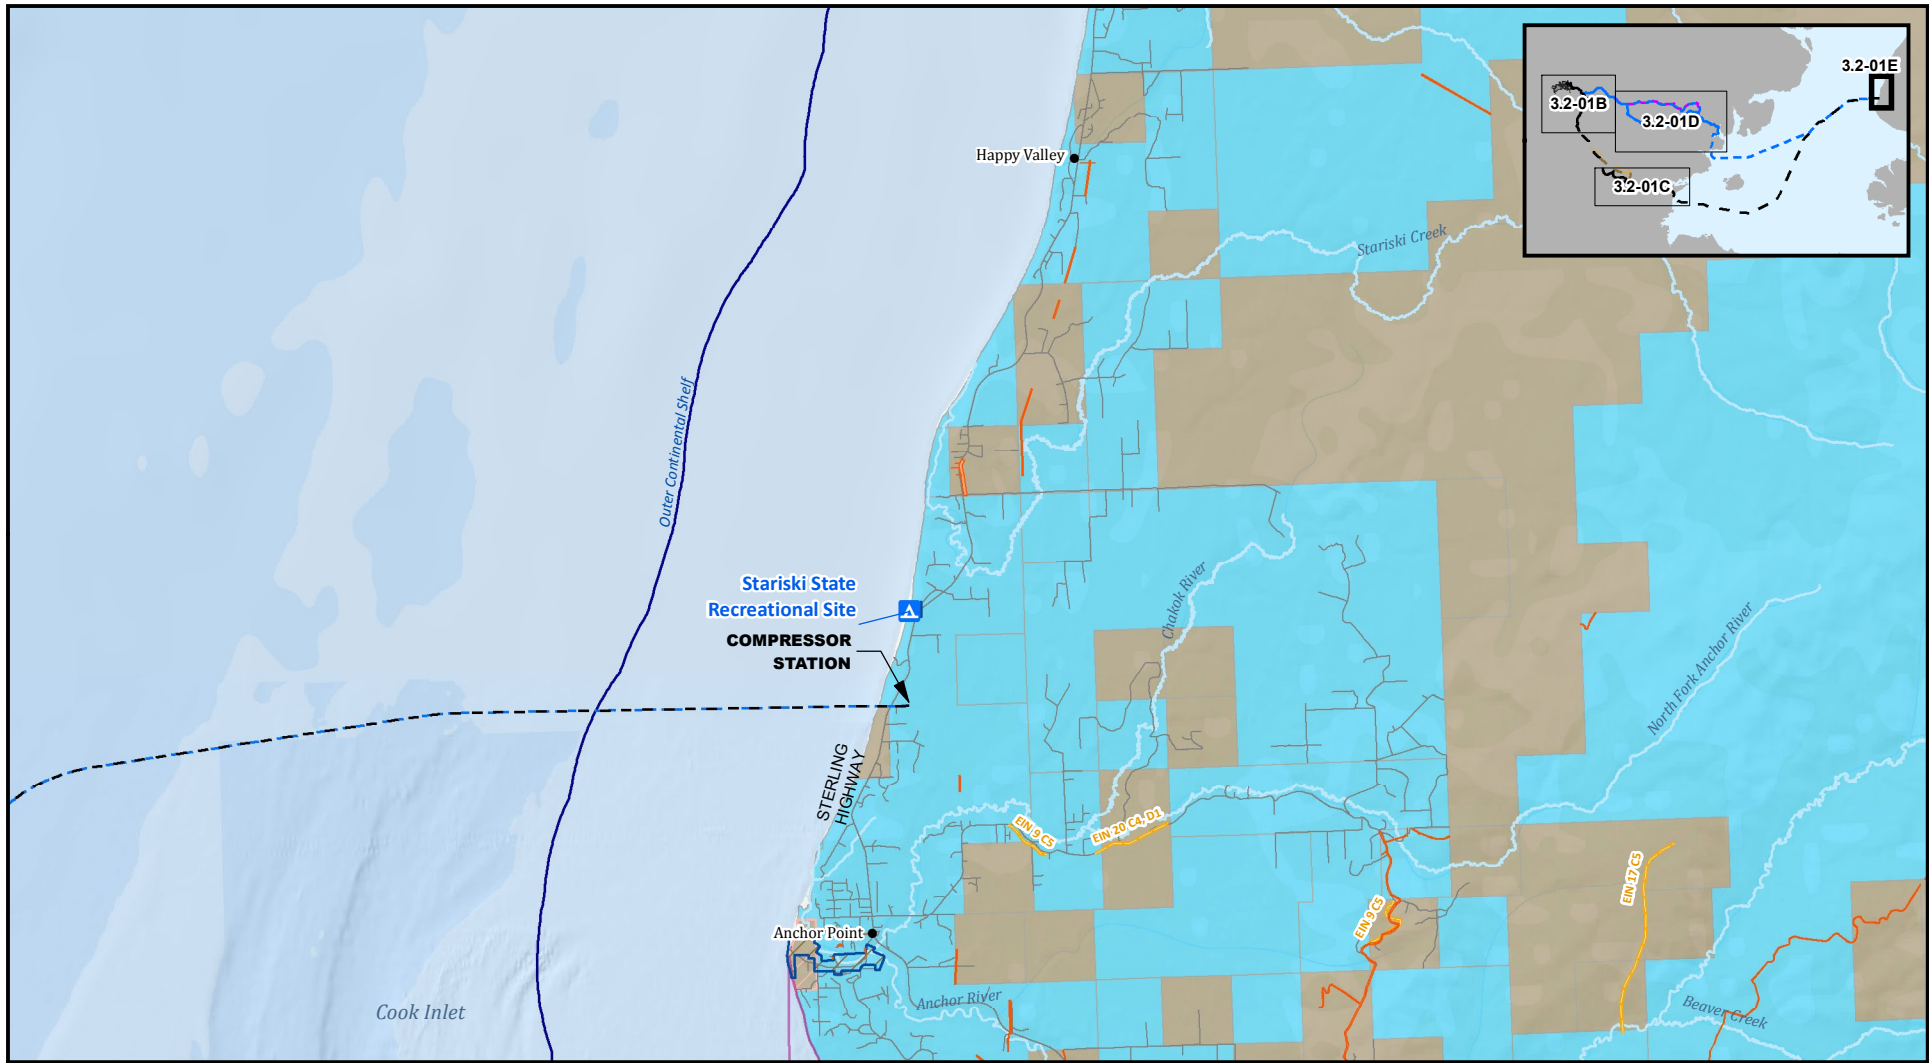 3.2-01E
3.2-01B
3.2-01D
3.2-01C
Happy Valley
Stariski Creek
Outer Continental Shelf
Stariski State
Recreational Site
COMPRESSOR
STATION
Chakok River
North Fork Anchor River
STERLING
HIGHWAY
EIN 9 C5
EIN 20 C4, D1
EIN 17 C5
EIN 9 C5
Anchor Point
Anchor River
Cook Inlet
Beaver Creek